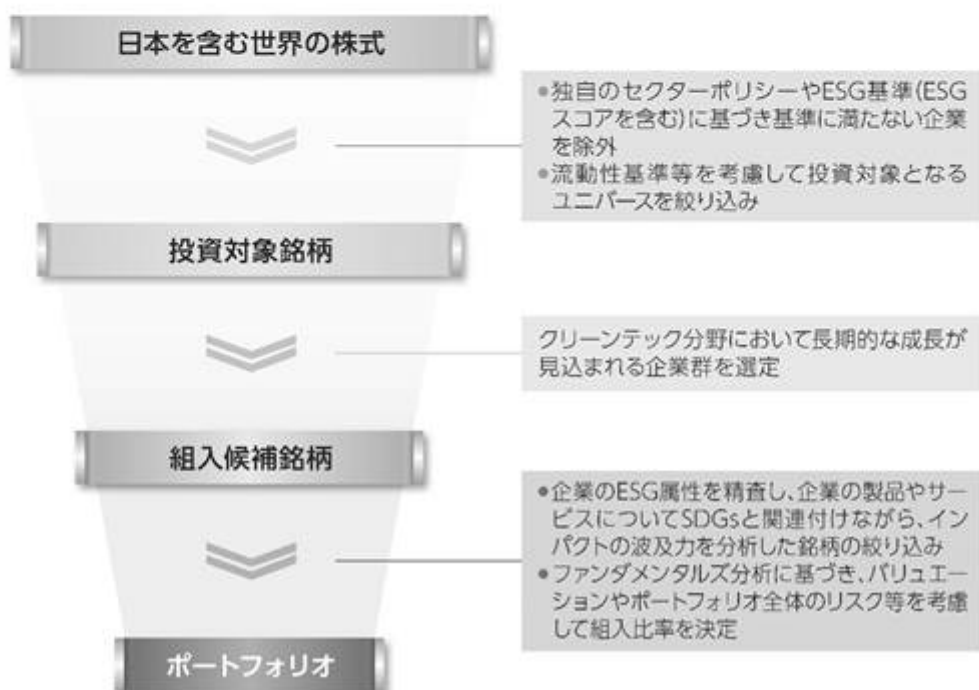 日本を含む世界の株式
•独自のセクターポリシーやESG基準(ESG
スコアを含む)に基づき基準に満たない企業
を除外
•流動性基準等を考慮して投資対象となる
ユニバースを絞り込み
投資対象銘柄
クリーンテック分野において長期的な成長が
見込まれる企業群を選定
組入候補銘柄
•企業のESG属性を精査し、企業の製品やサー
ビスについてSDGsと関連付けながら、イン
パクトの波及力を分析した銘柄の絞り込み
•ファンダメンタルズ分析に基づき、バリュエー
ションやポートフォリオ全体のリスク等を考慮
して組入比率を決定
ポートフォリオ